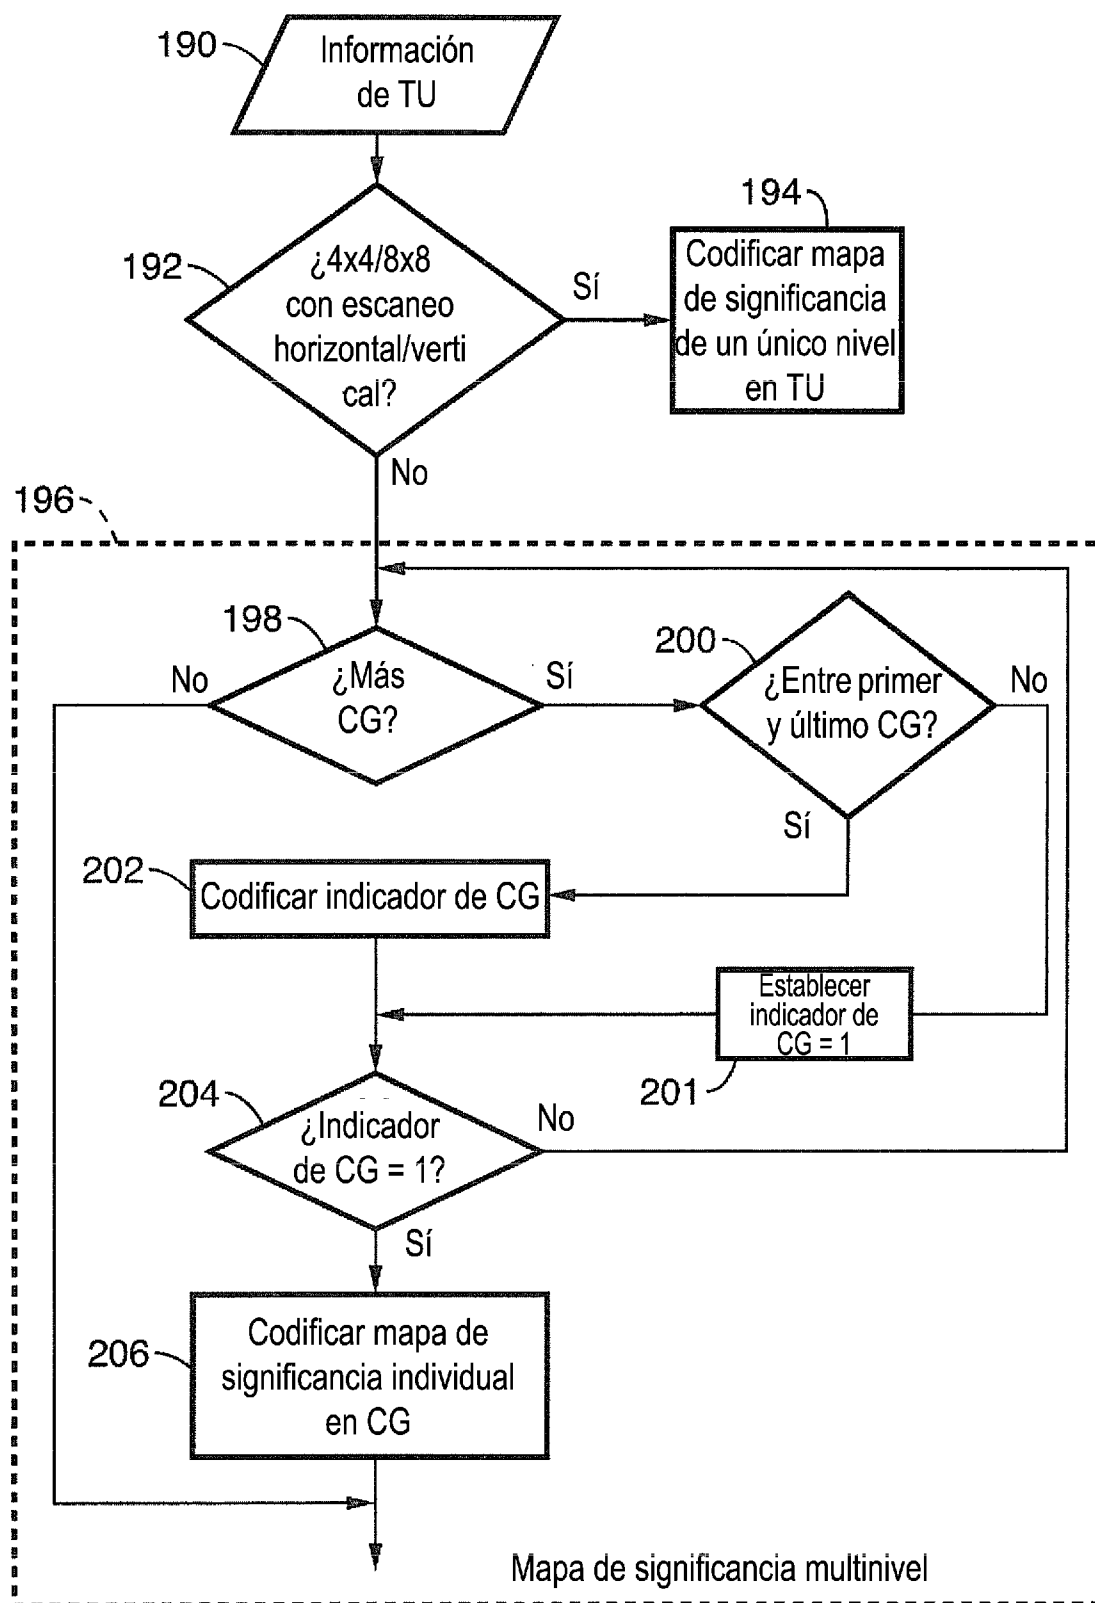 190
Información
de TU
192
¿4x4/8x8
con escaneo
horizontal/verti
cal?
Sí
194
Codificar mapa
de significancia
de un único nivel
en TU
No
196
198
¿Más
CG?
No
Sí
200
¿Entre primer
y último CG?
No
Sí
202
Codificar indicador de CG
Establecer
indicador de
CG = 1
201
204
¿Indicador
de CG = 1?
No
Sí
206
Codificar mapa de
significancia individual
en CG
Mapa de significancia multinivel